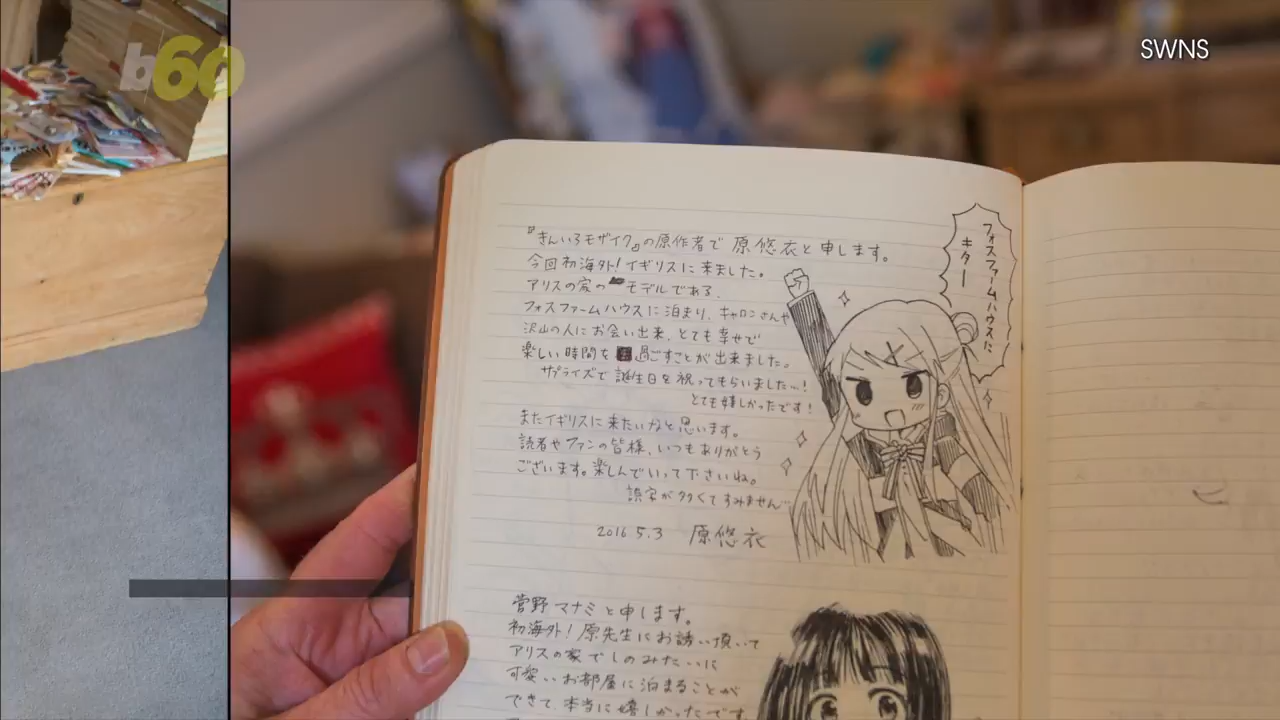 b60
SWNS
『きんいろモザイク』の原作者で 原悠衣と申します。
今回初海外!イギリスに来ました。
アリスの家の モデルである
フォスファームハウスに泊まり、キャロンさんや
沢山の人にお会い出来、とても幸せで
楽しい時間を 過ごすことが出来ました。
サプライズで誕生日を祝ってもらいました…!
とても嬉しかったです!
またイギリスに来たいなと思います。
読者やファンの皆様、いつもありがとう
ございます。楽しんでいって下さいね。
誤字が多くてすみません…
2016 5.3 原悠衣
フォスファームハウスに
キター
菅野マナミと申します。
初海外!原先生にお誘い頂いて
アリスの家でしのみたいに
可愛いお部屋に泊まることが
できて、本当に嬉しかったです。